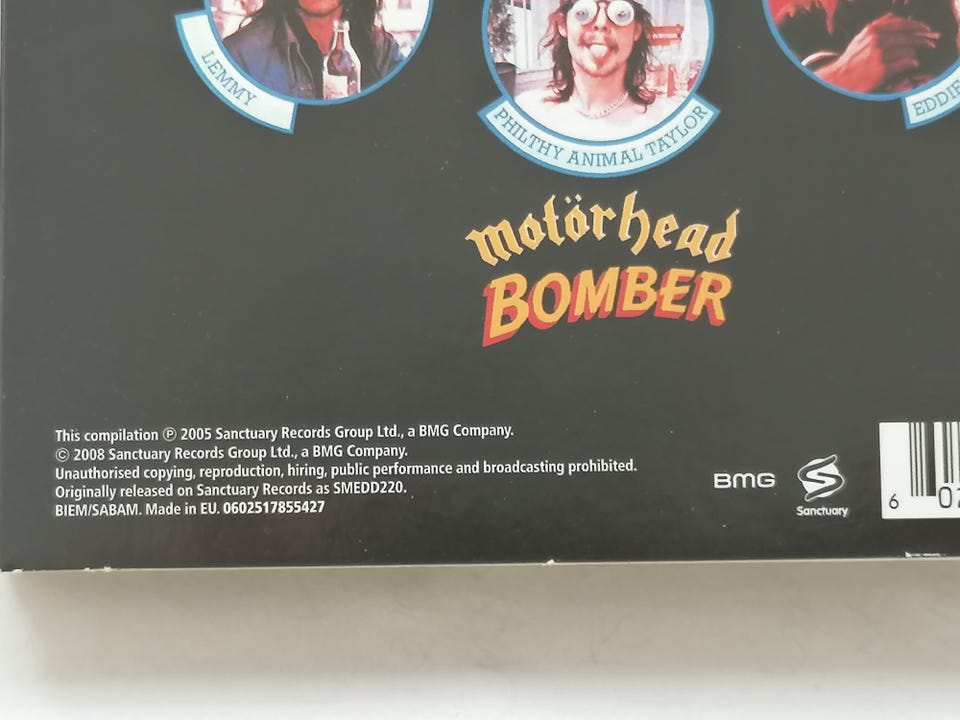 LEMMY
PHILTHY ANIMAL TAYLOR
EDDIE
motörhead
BOMBER
This compilation ℗ 2005 Sanctuary Records Group Ltd., a BMG Company.
© 2008 Sanctuary Records Group Ltd., a BMG Company.
Unauthorised copying, reproduction, hiring, public performance and broadcasting prohibited.
Originally released on Sanctuary Records as SMEDD220.
BIEM/SABAM. Made in EU. 0602517855427
BMG
Sanctuary
6